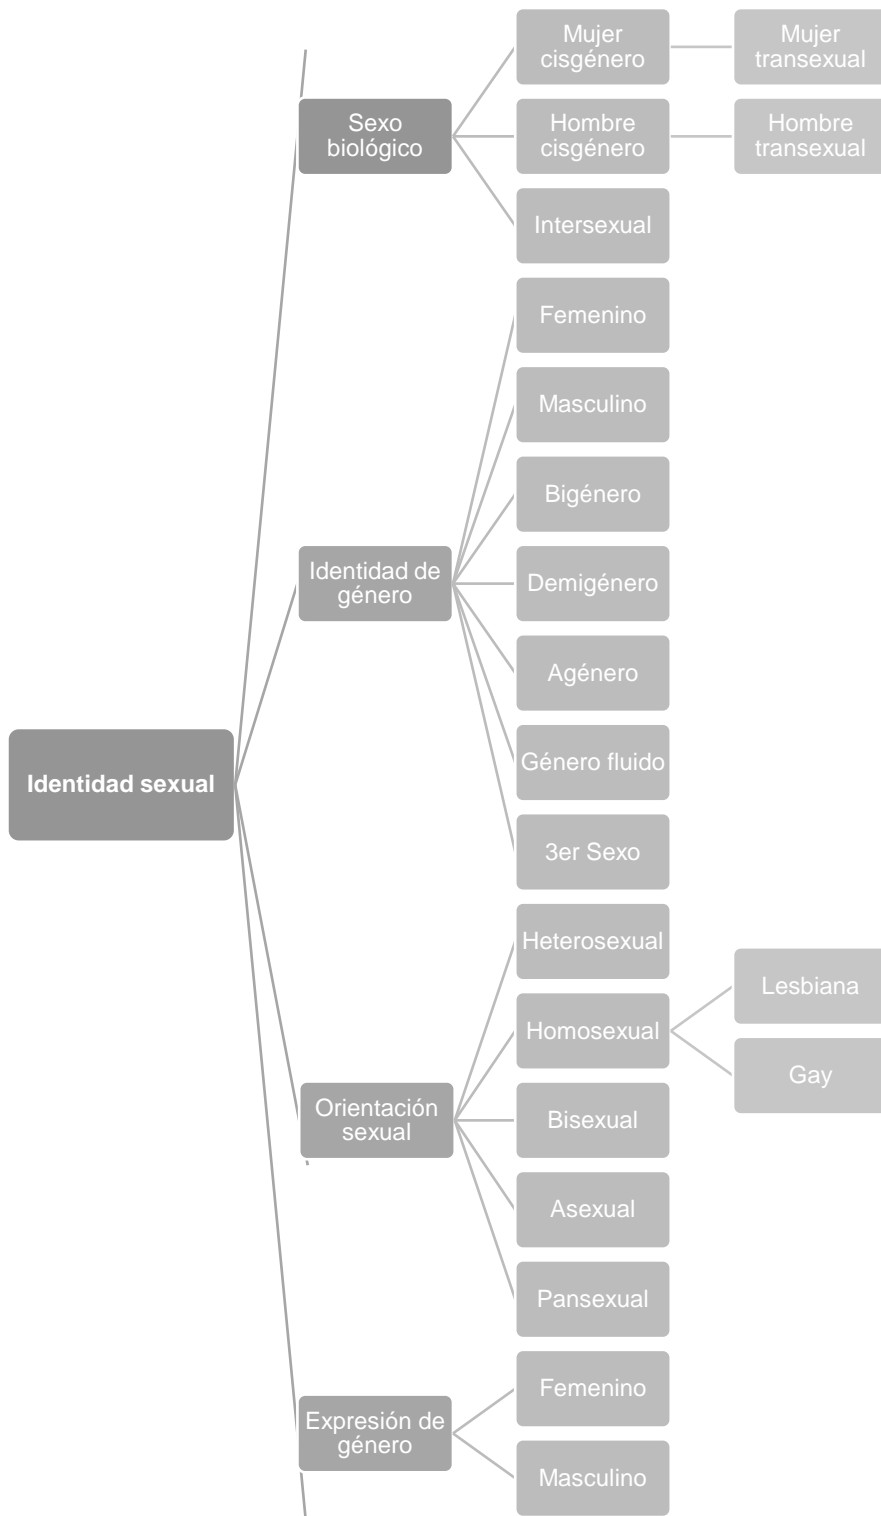 Mujer
cisgénero
Mujer
transexual
Sexo
biológico
Hombre
cisgénero
Hombre
transexual
Intersexual
Femenino
Masculino
Bigénero
Identidad de
género
Demigénero
Agénero
Género fluido
Identidad sexual
3er Sexo
Heterosexual
Lesbiana
Homosexual
Gay
Orientación
sexual
Bisexual
Asexual
Pansexual
Femenino
Expresión de
género
Masculino